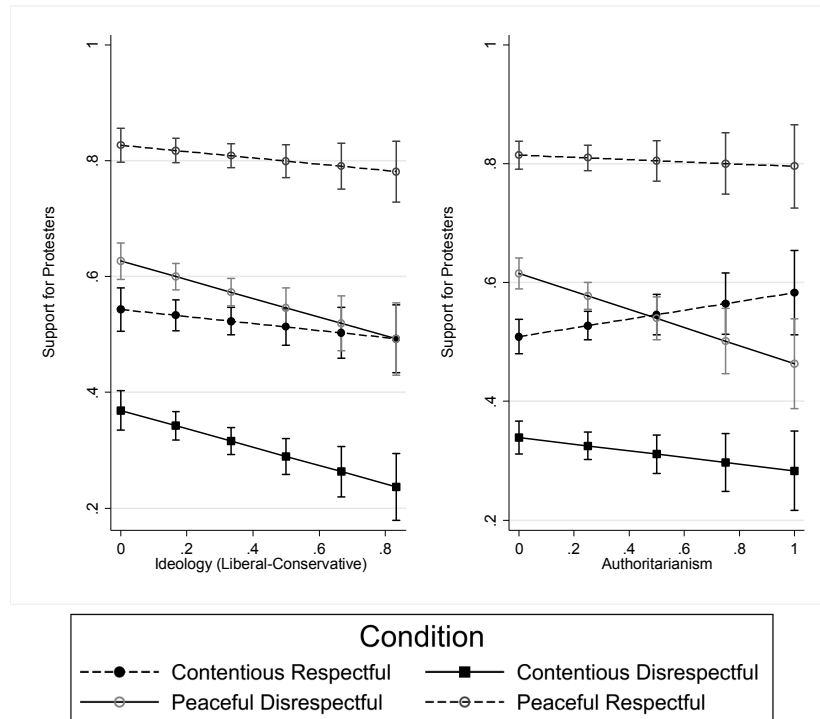 1
.8
.6
.4
.2
Support for Protesters
0 .2 .4 .6 .8
Ideology (Liberal-Conservative)
1
.8
.6
.4
.2
Support for Protesters
0 .2 .4 .6 .8 1
Authoritarianism
Condition
Contentious Respectful Contentious Disrespectful
Peaceful Disrespectful Peaceful Respectful